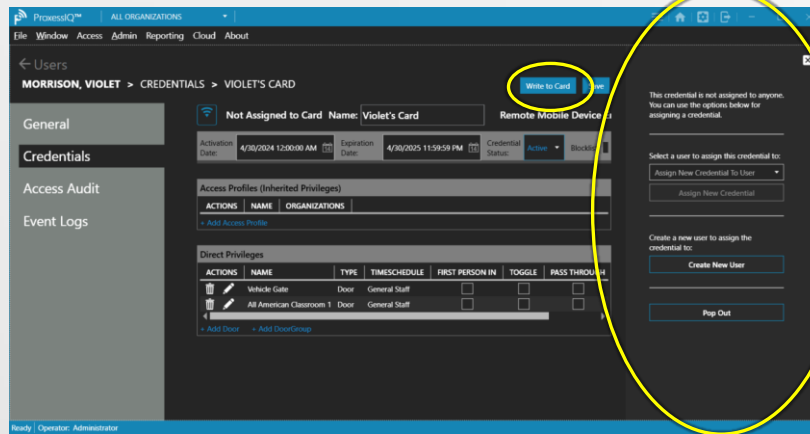 ProxessIQ™ ALL ORGANIZATIONS
File Window Access Admin Reporting Cloud About
Users
MORRISON, VIOLET > CREDENTIALS > VIOLET'S CARD
Write to Card
General
Credentials
Access Audit
Event Logs
Not Assigned to Card Name: Violet's Card Remote Mobile Device
Activation Date: 4/30/2024 12:00:00 AM Expiration Date: 4/30/2025 11:59:59 PM Credential Status: Active
Access Profiles (Inherited Privileges)
ACTIONS NAME ORGANIZATIONS
+ Add Access Profile
Direct Privileges
ACTIONS NAME TYPE TIMESCHEDULE FIRST PERSON IN TOGGLE PASS THROUGH
Vehicle Gate Door General Staff
All American Classroom 1 Door General Staff
+ Add Door + Add DoorGroup
This credential is not assigned to anyone.
You can use the options below for
assigning a credential.
Select a user to assign this credential to:
Assign New Credential To User
Assign New Credential
Create a new user to assign the
credential to:
Create New User
Pop Out
Ready Operator: Administrator